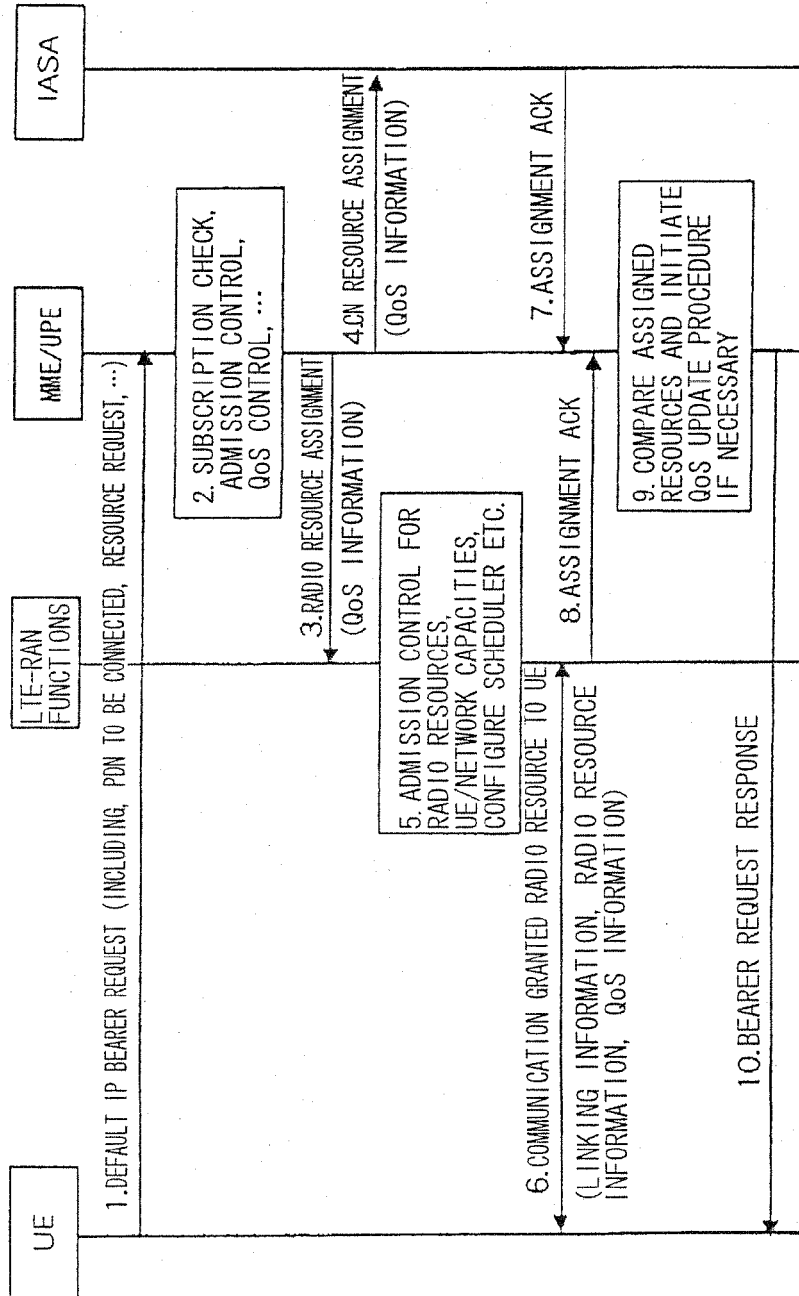 UE
LTE-RAN
FUNCTIONS
MME/UPE
IASA
1.DEFAULT IP BEARER REQUEST (INCLUDING, PDN TO BE CONNECTED, RESOURCE REQUEST, ...)
2. SUBSCRIPTION CHECK,
ADMISSION CONTROL,
QoS CONTROL, ...
3.RADIO RESOURCE ASSIGNMENT
(QoS INFORMATION)
4.CN RESOURCE ASSIGNMENT
(QoS INFORMATION)
5. ADMISSION CONTROL FOR
RADIO RESOURCES,
UE/NETWORK CAPACITIES,
CONFIGURE SCHEDULER ETC.
6.COMMUNICATION GRANTED RADIO RESOURCE TO UE
(LINKING INFORMATION, RADIO RESOURCE
INFORMATION, QoS INFORMATION)
7.ASSIGNMENT ACK
8.ASSIGNMENT ACK
9. COMPARE ASSIGNED
RESOURCES AND INITIATE
QoS UPDATE PROCEDURE
IF NECESSARY
10.BEARER REQUEST RESPONSE